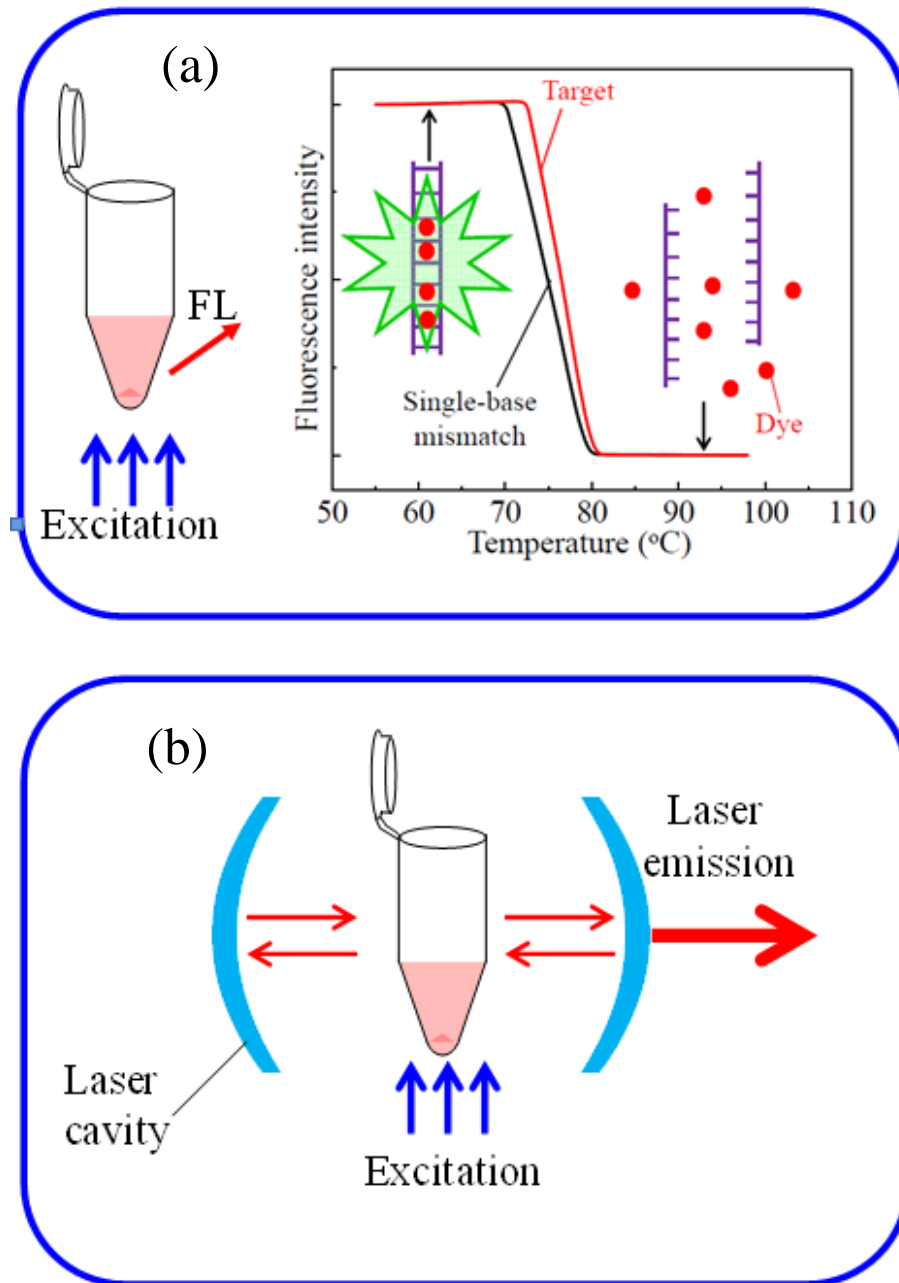 (a)
FL
Excitation
Fluorescence intensity
Target
Single-base
mismatch
Dye
50 60 70 80 90 100 110
Temperature (°C)
(b)
Laser
emission
Laser
cavity
Excitation